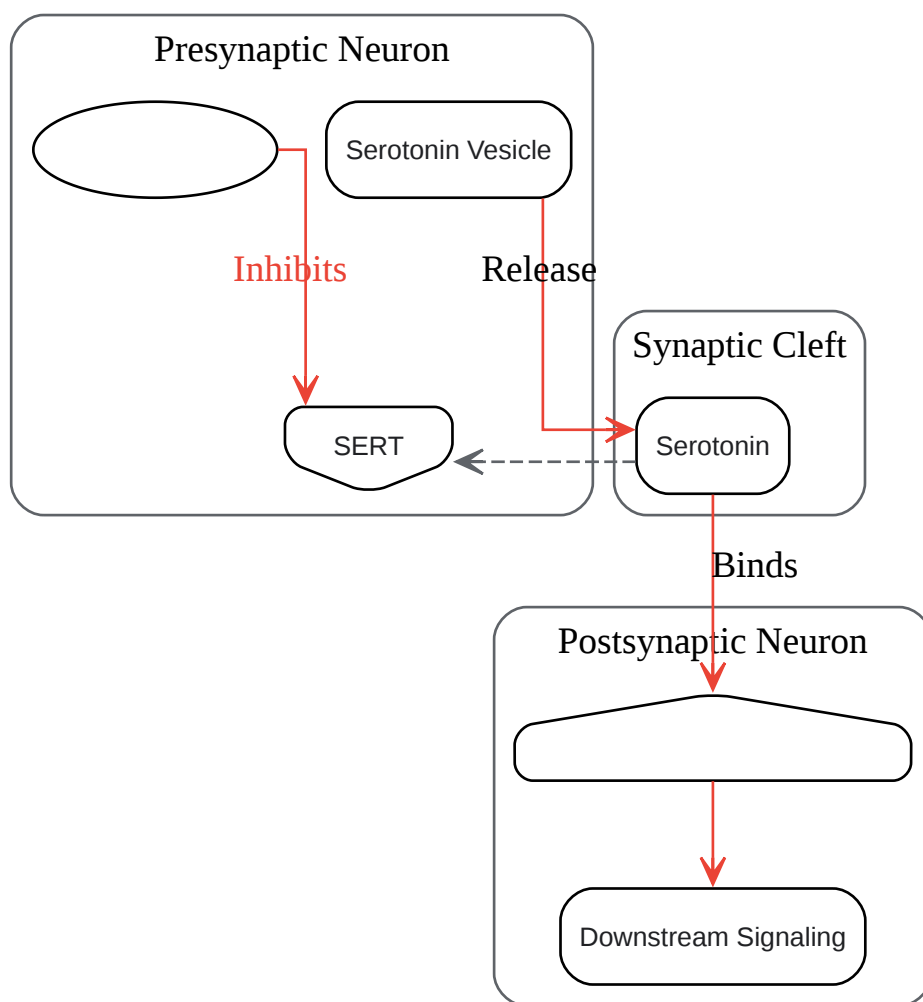 Presynaptic Neuron
Serotonin Vesicle
Inhibits
Release
Synaptic Cleft
SERT
Serotonin
Binds
Postsynaptic Neuron
Downstream Signaling